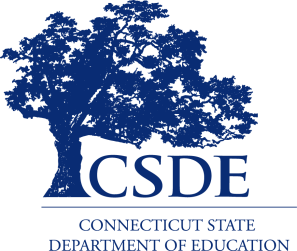 CSDE
CONNECTICUT STATE
DEPARTMENT OF EDUCATION